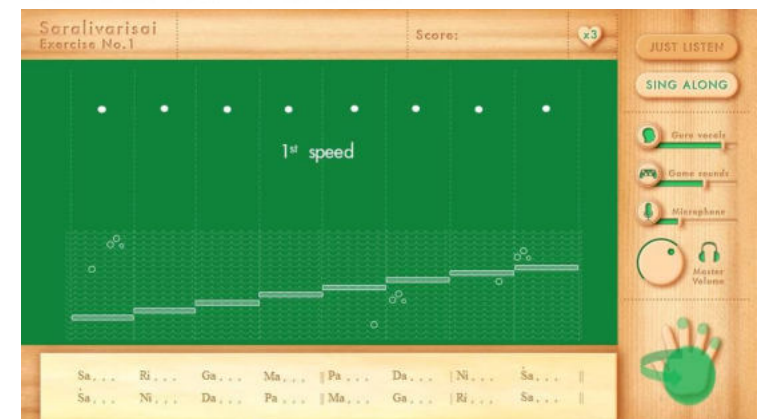 Saralivarisai
Exercise No.1
Score:
x3
JUST LISTEN
SING ALONG
Guru vocals
Game sounds
Microphone
Master
Volume
1st speed
Sa , , , Ri , , , Ga , , , Ma , , , || Pa , , , Da , , , | Ni , , , Ṡa , , , ||
Ṡa , , , Ni , , , Da , , , Pa , , , || Ma , , , Ga , , , | Ri , , , Sa , , , ||